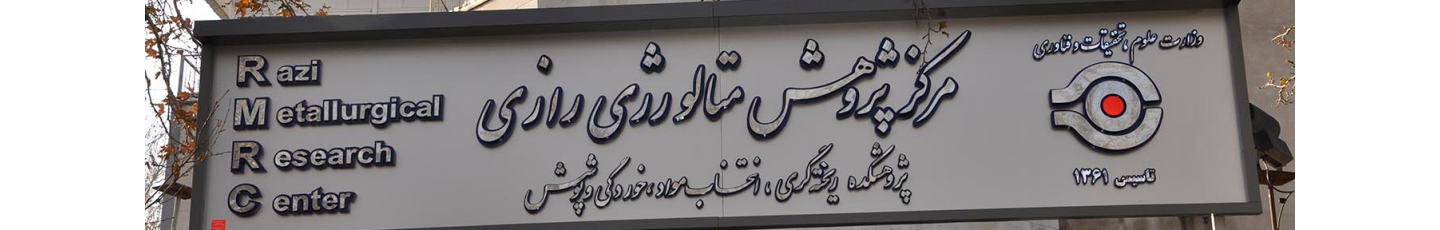 Razi
Metallurgical
Research
Center
مرکز پژوهش متالورژی رازی
پژوهشکده ریخته‌گری، انتخاب مواد، خوردگی و پوشش
وزارت علوم، تحقیقات و فناوری
تاسیس ۱۳۶۱